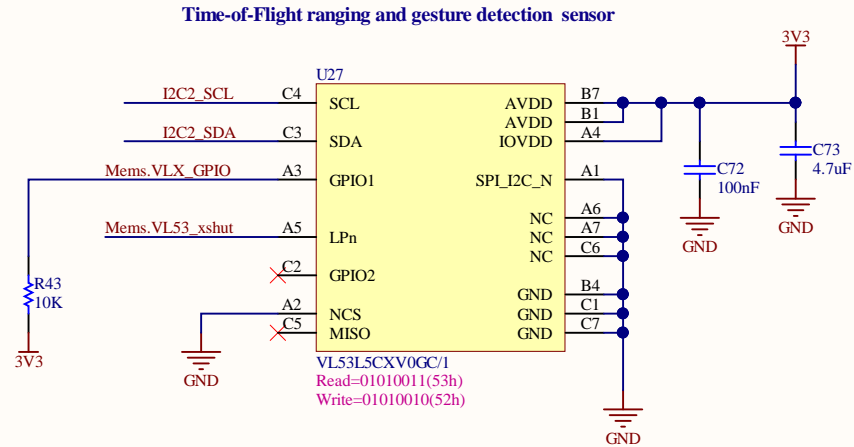 Time-of-Flight ranging and gesture detection sensor
3V3
U27
I2C2_SCL C4 SCL AVDD B7
AVDD B1
I2C2_SDA C3 SDA IOVDD A4
C73
4.7uF
C72
100nF
Mems.VLX_GPIO A3 GPIO1 SPI_I2C_N A1
NC A6
Mems.VL53_xshut A5 LPn NC A7
NC C6
GND
GND
C2 GPIO2
R43
10K
GND B4
A2 NCS GND C1
C5 MISO GND C7
3V3
GND
VL53L5CXV0GC/1
Read=01010011(53h)
Write=01010010(52h)
GND